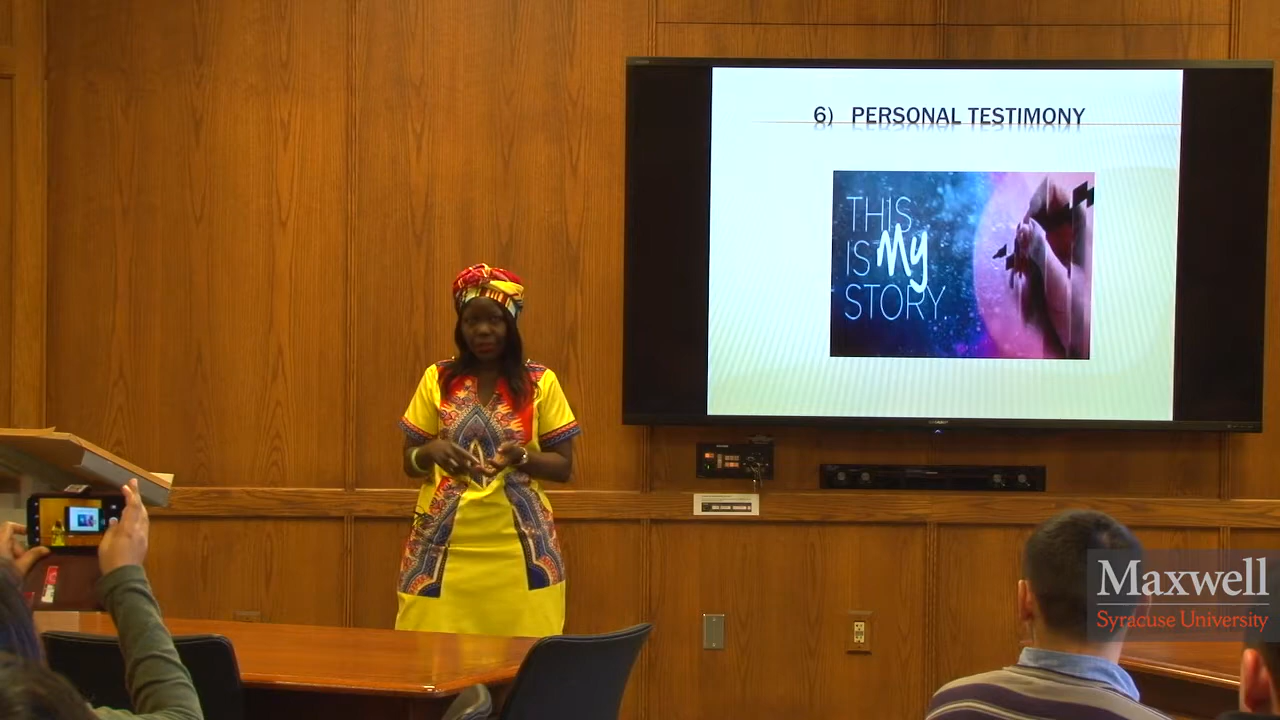 6) PERSONAL TESTIMONY
THIS
IS My
STORY.
Maxwell
Syracuse University